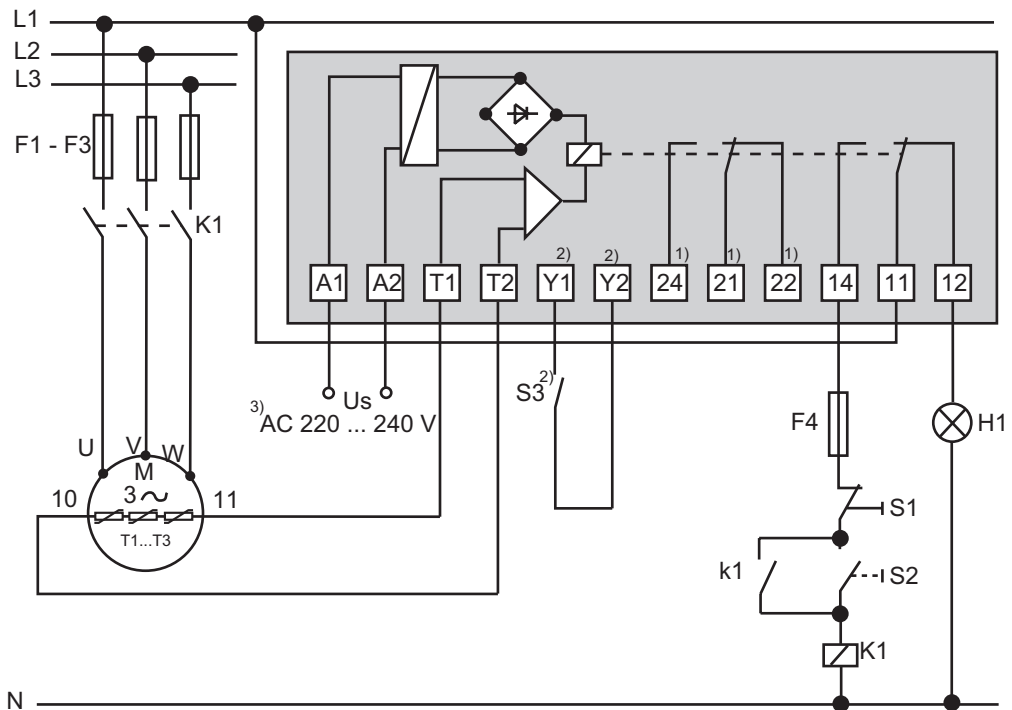 L1
L2
L3
F1 - F3
K1
2) 2) 1) 1) 1)
A1 A2 T1 T2 Y1 Y2 24 21 22 14 11 12
Us
3) AC 220 ... 240 V
S3 2)
F4
H1
U V W
M
3 ~
10 11
T1...T3
S1
k1
S2
K1
N